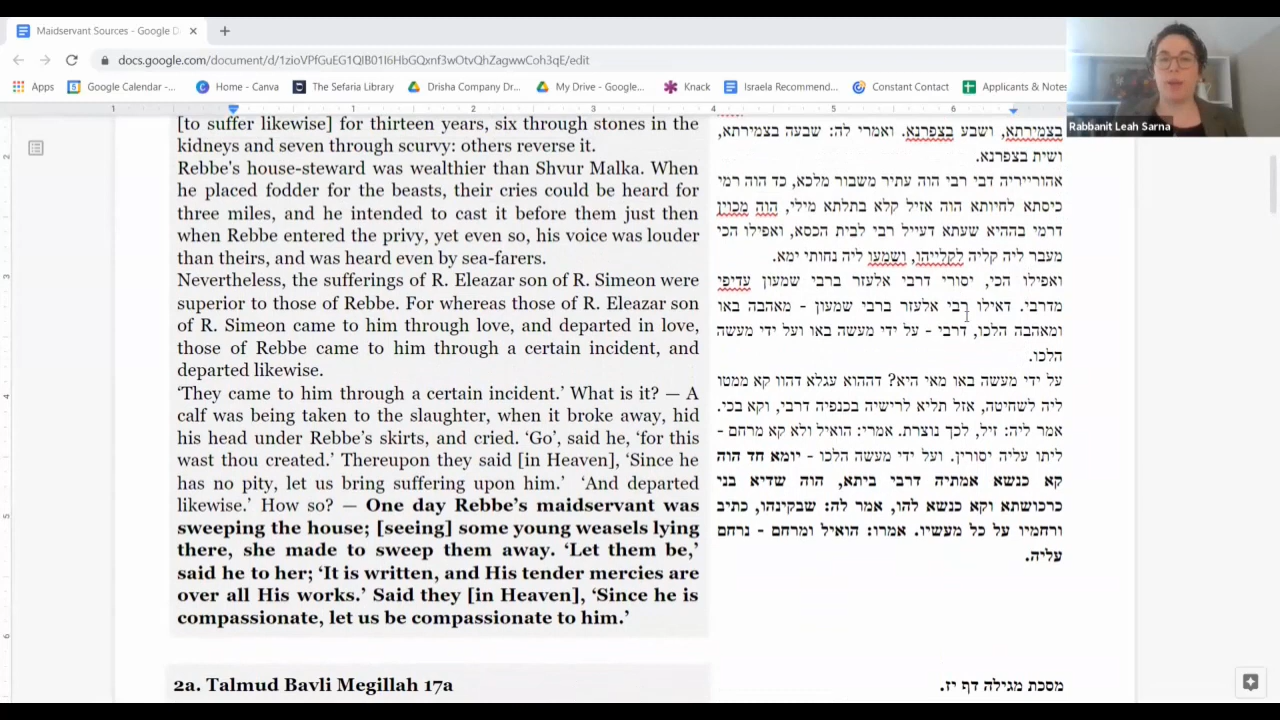 Maidservant Sources - Google D
docs.google.com/document/d/1zioVPfGuEG1QIB01I6HbGQxnf3wOtvQhZagwwCoh3qE/edit
Apps
Google Calendar -...
Home - Canva
The Sefaria Library
Drisha Company Dr...
My Drive - Google...
Knack
Israela Recommend...
Constant Contact
Applicants & Notes
Rabbanit Leah Sarna
1 1 2 3 4 5 6
2
3
4
5
6
[to suffer likewise] for thirteen years, six through stones in the
kidneys and seven through scurvy: others reverse it.
Rebbe's house-steward was wealthier than Shvur Malka. When
he placed fodder for the beasts, their cries could be heard for
three miles, and he intended to cast it before them just then
when Rebbe entered the privy, yet even so, his voice was louder
than theirs, and was heard even by sea-farers.
Nevertheless, the sufferings of R. Eleazar son of R. Simeon were
superior to those of Rebbe. For whereas those of R. Eleazar son
of R. Simeon came to him through love, and departed in love,
those of Rebbe came to him through a certain incident, and
departed likewise.
‘They came to him through a certain incident.’ What is it? — A
calf was being taken to the slaughter, when it broke away, hid
his head under Rebbe’s skirts, and cried. ‘Go’, said he, ‘for this
wast thou created.’ Thereupon they said [in Heaven], ‘Since he
has no pity, let us bring suffering upon him.’ ‘And departed
likewise.’ How so? — One day Rebbe’s maidservant was
sweeping the house; [seeing] some young weasels lying
there, she made to sweep them away. ‘Let them be,’
said he to her; ‘It is written, and His tender mercies are
over all His works.’ Said they [in Heaven], ‘Since he is
compassionate, let us be compassionate to him.’
בצמירתא, ושבע בצפרנא. ואמרי לה: שבעה בצמירתא,
ושית בצפרנא.
אהורייריה דבי רבי הוה עתיר משבור מלכא, כד הוה רמי
כיסתא לחיותא הוה אזיל קלא בתלתא מילי, הוה מכוין
דרמי בההיא שעתא דעייל רבי לבית הכסא, ואפילו הכי
מעבר ליה קליה לקלייהו, ושמעו ליה נחותי ימא.
ואפילו הכי, יסורי דרבי אלעזר ברבי שמעון עדיפי
מדרבי. דאילו רבי אלעזר ברבי שמעון - מאהבה באו
ומאהבה הלכו, דרבי - על ידי מעשה באו ועל ידי מעשה
הלכו.
על ידי מעשה באו מאי היא? דההוא עגלא דהוו קא ממטו
ליה לשחיטה, אזל תליא לרישיה בכנפיה דרבי, וקא בכי.
אמר ליה: זיל, לכך נוצרת. אמרי: הואיל ולא קא מרחם -
ליתו עליה יסורין. ועל ידי מעשה הלכו - יומא חד הוה
קא כנשא אמתיה דרבי ביתא, הוה שדיא בני
כרכושתא וקא כנשא להו, אמר לה: שבקינהו, כתיב
ורחמיו על כל מעשיו. אמרו: הואיל ומרחם - נרחם
עליה.
2a. Talmud Bavli Megillah 17a
מסכת מגילה דף יז.